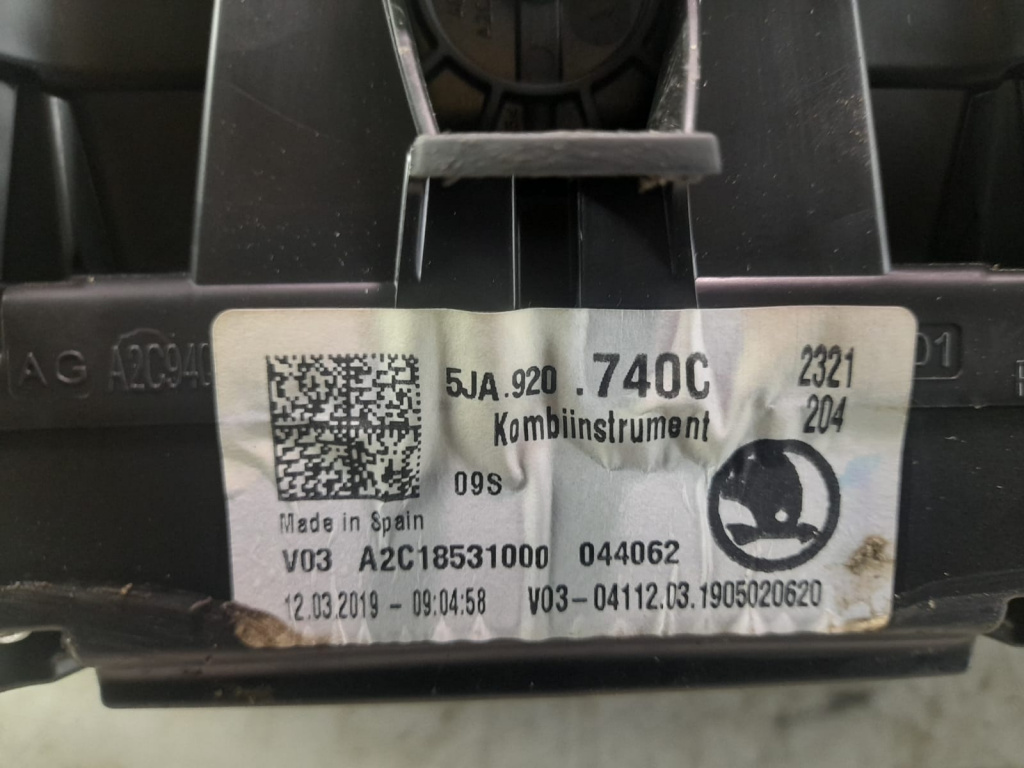 5JA.920 .740C 2321
Kombiinstrument 204
09S
Made in Spain
V03 A2C18531000 044062
12.03.2019 - 09:04:58 V03-04112.03.1905020620
AG A2C940 01